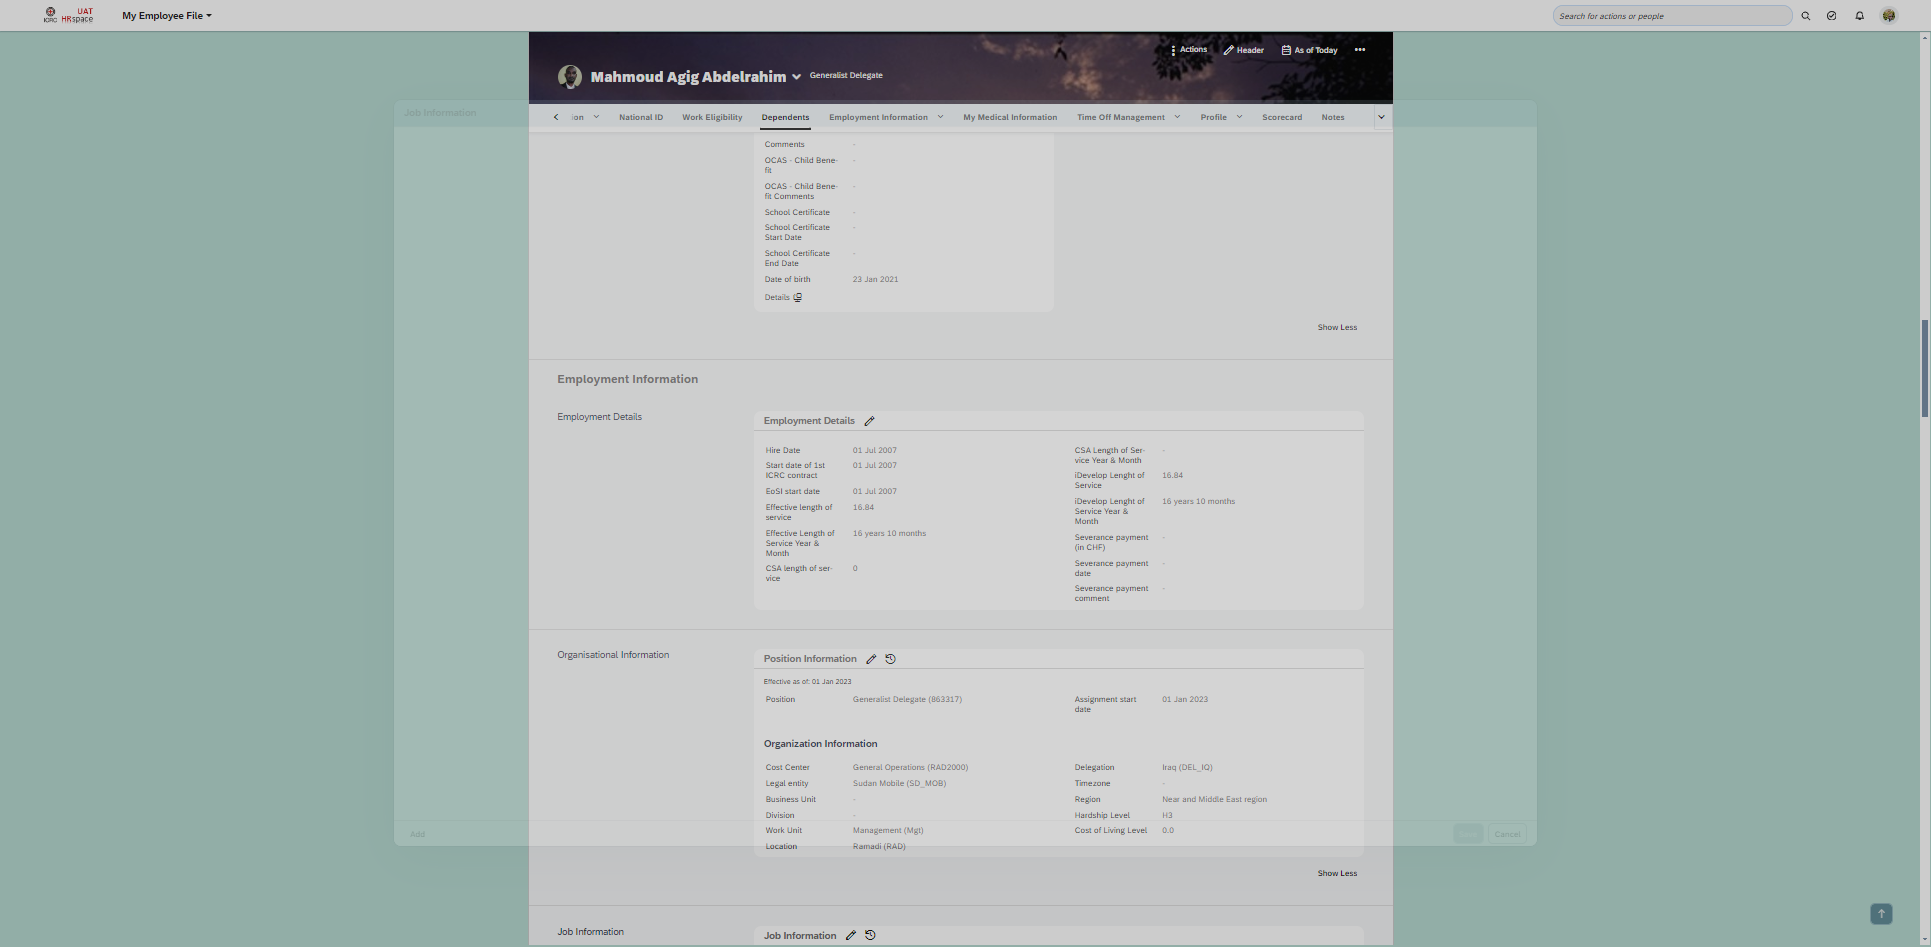 ICRC UAT HRspace
My Employee File
Search for actions or people
Actions
Header
As of Today
Mahmoud Agig Abdelrahim
Generalist Delegate
Job Information
ion
National ID
Work Eligibility
Dependents
Employment Information
My Medical Information
Time Off Management
Profile
Scorecard
Notes
Comments -
OCAS - Child Bene- -
fit
OCAS - Child Bene- -
fit Comments
School Certificate -
School Certificate -
Start Date
School Certificate -
End Date
Date of birth 23 Jan 2021
Details
Show Less
Employment Information
Employment Details
Employment Details
Hire Date 01 Jul 2007
Start date of 1st 01 Jul 2007
ICRC contract
EoSI start date 01 Jul 2007
Effective length of 16.84
service
Effective Length of 16 years 10 months
Service Year &
Month
CSA length of ser- 0
vice
CSA Length of Ser- -
vice Year & Month
iDevelop Lenght of 16.84
Service
iDevelop Lenght of 16 years 10 months
Service Year &
Month
Severance payment -
(in CHF)
Severance payment -
date
Severance payment -
comment
Organisational Information
Position Information
Effective as of: 01 Jan 2023
Position Generalist Delegate (863317)
Assignment start 01 Jan 2023
date
Organization Information
Cost Center General Operations (RAD2000)
Legal entity Sudan Mobile (SD_MOB)
Business Unit -
Division -
Work Unit Management (Mgt)
Location Ramadi (RAD)
Delegation Iraq (DEL_IQ)
Timezone -
Region Near and Middle East region
Hardship Level H3
Cost of Living Level 0.0
Add
Cancel
Show Less
Job Information
Job Information